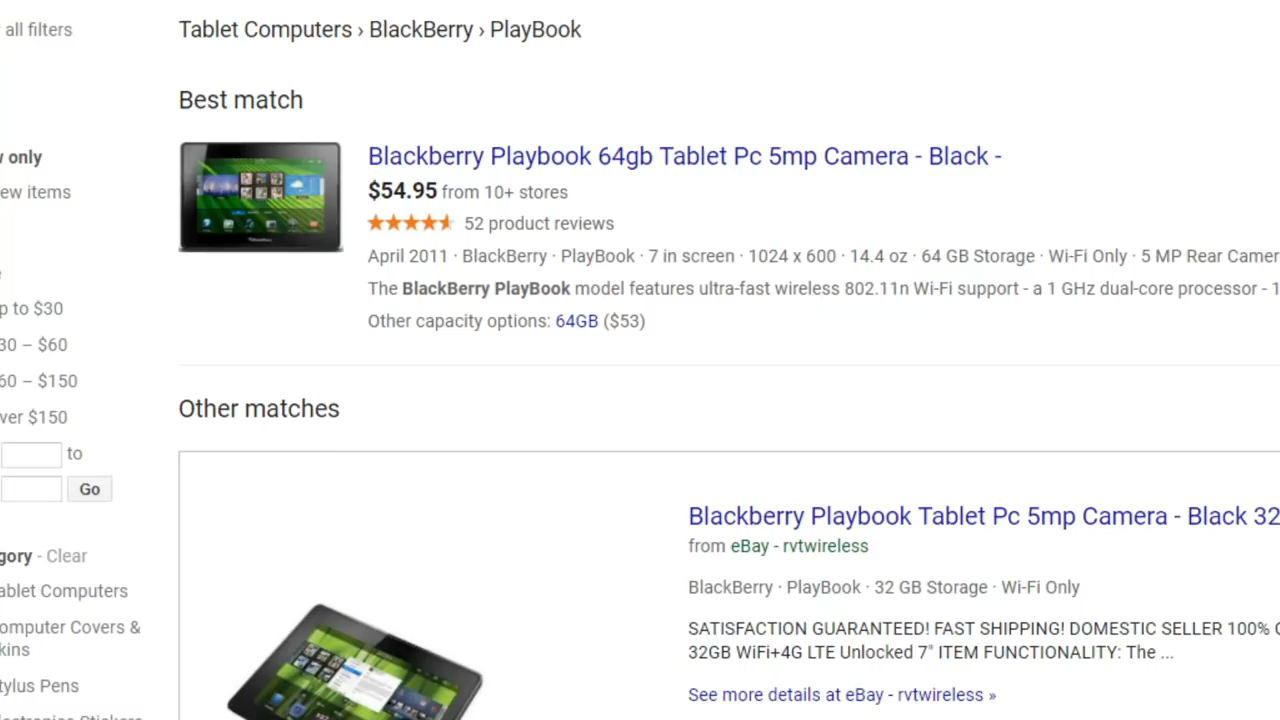 all filters
only
ew items
p to $30
30 – $60
60 – $150
ver $150
to
Go
gory - Clear
ablet Computers
omputer Covers &
kins
tylus Pens
Tablet Computers › BlackBerry › PlayBook
Best match
Blackberry Playbook 64gb Tablet Pc 5mp Camera - Black -
$54.95 from 10+ stores
52 product reviews
April 2011 · BlackBerry · PlayBook · 7 in screen · 1024 x 600 · 14.4 oz · 64 GB Storage · Wi-Fi Only · 5 MP Rear Camer
The BlackBerry PlayBook model features ultra-fast wireless 802.11n Wi-Fi support - a 1 GHz dual-core processor - 1
Other capacity options: 64GB ($53)
Other matches
Blackberry Playbook Tablet Pc 5mp Camera - Black 32
from eBay - rvtwireless
BlackBerry · PlayBook · 32 GB Storage · Wi-Fi Only
SATISFACTION GUARANTEED! FAST SHIPPING! DOMESTIC SELLER 100%
32GB WiFi+4G LTE Unlocked 7" ITEM FUNCTIONALITY: The ...
See more details at eBay - rvtwireless »